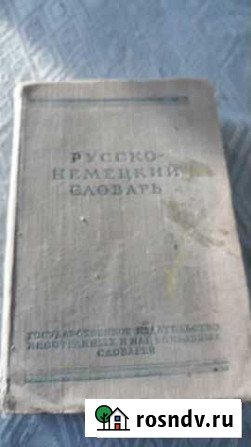 РУССКО-
НЕМЕЦКИЙ
СЛОВАРЬ
ГОСУДАРСТВЕННОЕ ИЗДАТЕЛЬСТВО
ИНОСТРАННЫХ И НАЦИОНАЛЬНЫХ
СЛОВАРЕЙ
rosndv.ru